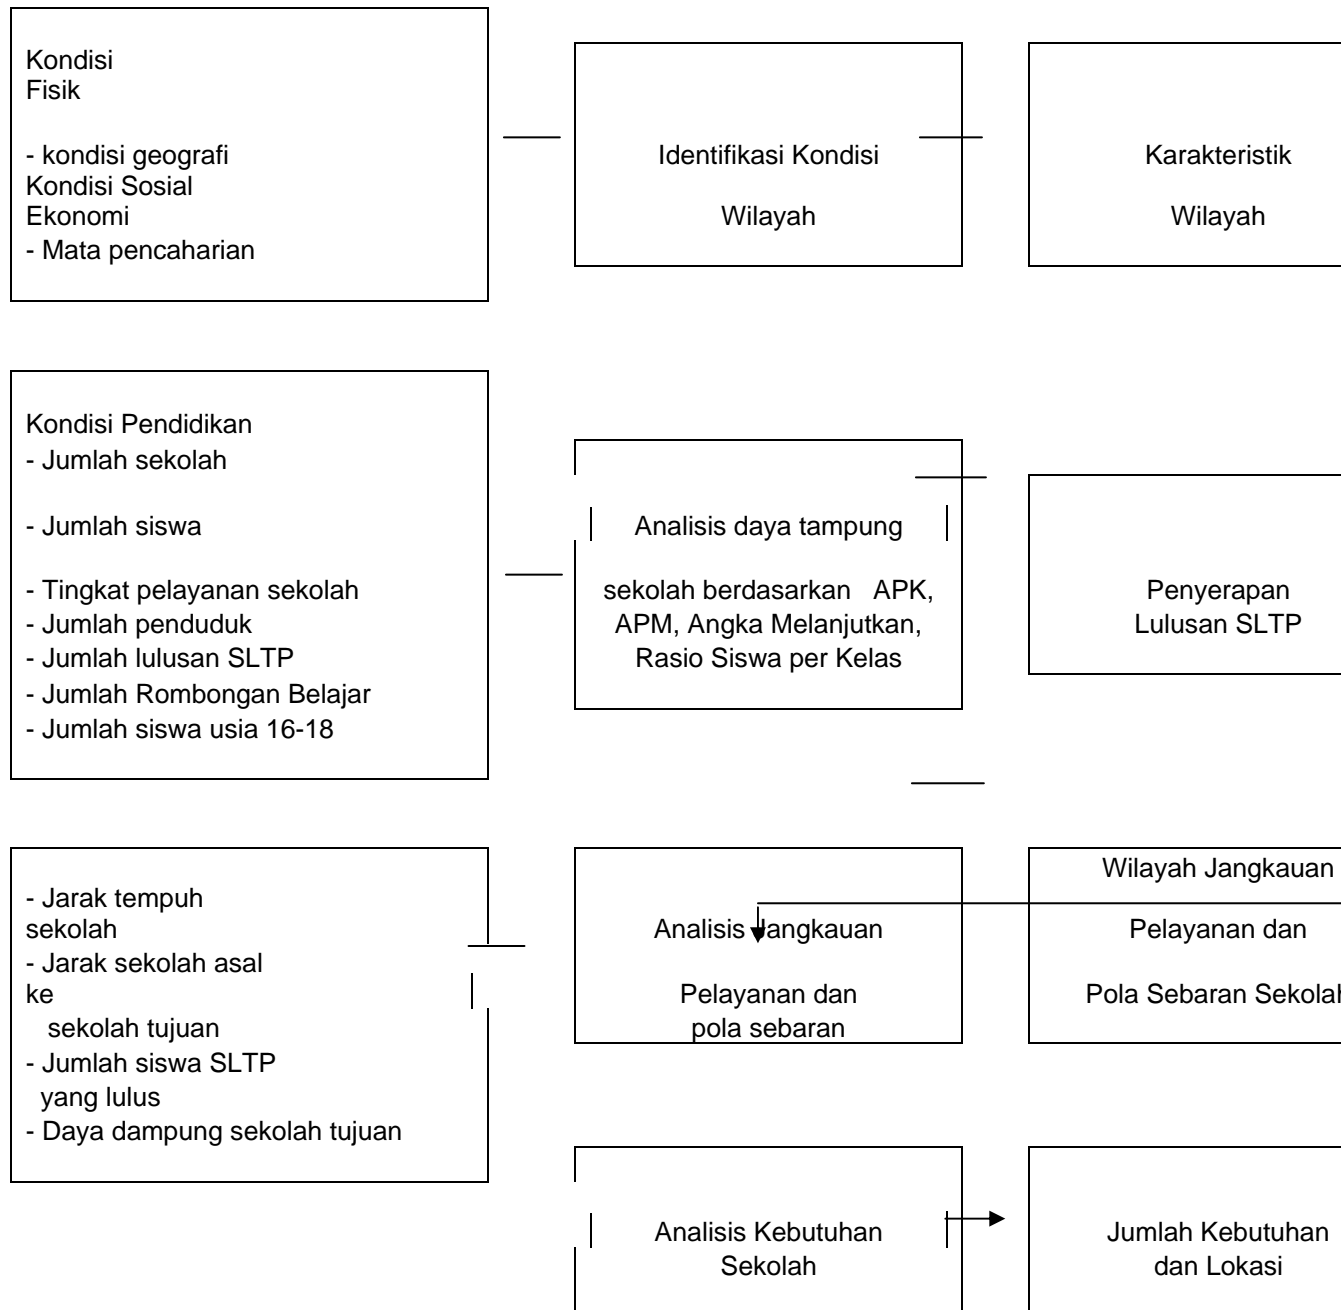 Kondisi
Fisik
- kondisi geografi
Kondisi Sosial
Ekonomi
- Mata pencaharian
Identifikasi Kondisi
Wilayah
Karakteristik
Wilayah
Kondisi Pendidikan
- Jumlah sekolah
- Jumlah siswa
- Tingkat pelayanan sekolah
- Jumlah penduduk
- Jumlah lulusan SLTP
- Jumlah Rombongan Belajar
- Jumlah siswa usia 16-18
Analisis daya tampung
sekolah berdasarkan APK,
APM, Angka Melanjutkan,
Rasio Siswa per Kelas
Penyerapan
Lulusan SLTP
- Jarak tempuh
sekolah
- Jarak sekolah asal
ke
sekolah tujuan
- Jumlah siswa SLTP
yang lulus
- Daya dampung sekolah tujuan
Analisis Jangkauan
Pelayanan dan
pola sebaran
Wilayah Jangkauan
Pelayanan dan
Pola Sebaran Sekolah
Analisis Kebutuhan
Sekolah
Jumlah Kebutuhan
dan Lokasi